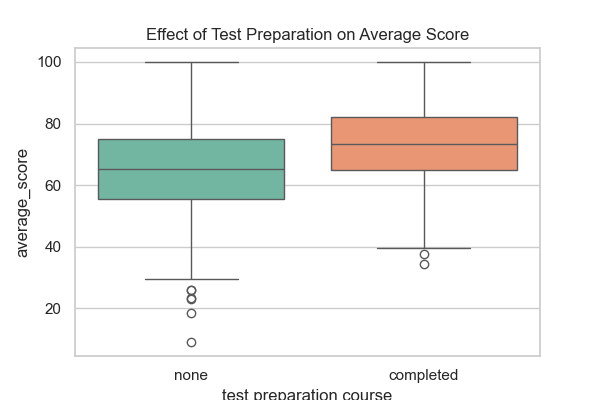 Effect of Test Preparation on Average Score
100
80
60
40
20
average_score
none
completed
test preparation course